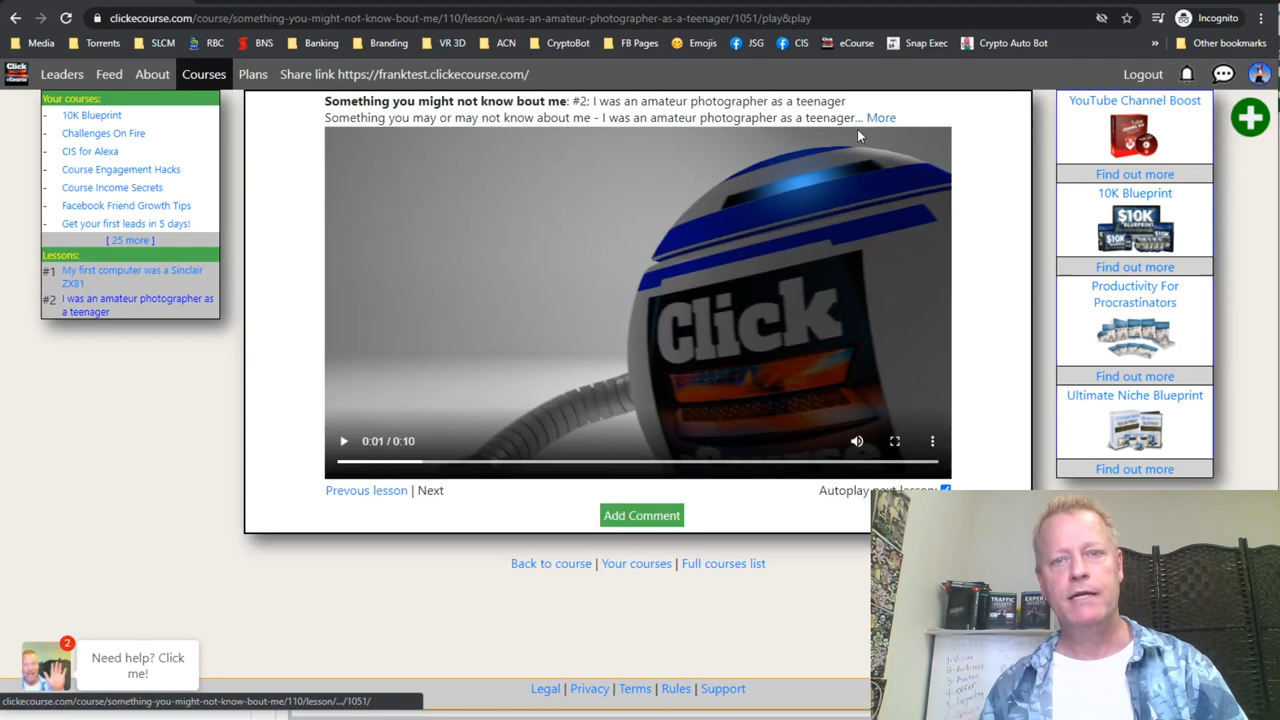 clickecourse.com/course/something-you-might-not-know-bout-me/110/lesson/i-was-an-amateur-photographer-as-a-teenager/1051/play&play
Incognito
Media
Torrents
SLCM
RBC
BNS
Banking
Branding
VR 3D
ACN
CryptoBot
FB Pages
Emojis
JSG
CIS
eCourse
Snap Exec
Crypto Auto Bot
»
Other bookmarks
Click
Leaders
Feed
About
Courses
Plans
Share link https://franktest.clickecourse.com/
Logout
Your courses:
- 10K Blueprint
- Challenges On Fire
- CIS for Alexa
- Course Engagement Hacks
- Course Income Secrets
- Facebook Friend Growth Tips
- Get your first leads in 5 days!
[ 25 more ]
Lessons:
#1 My first computer was a Sinclair
ZX81
#2 I was an amateur photographer as
a teenager
Something you might not know bout me: #2: I was an amateur photographer as a teenager
Something you may or may not know about me - I was an amateur photographer as a teenager... More
Click
0:01 / 0:10
Prevous lesson | Next
Autoplay next lesson:
Add Comment
Back to course | Your courses | Full courses list
YouTube Channel Boost
Find out more
10K Blueprint
$10K
BLUEPRINT
Find out more
Productivity For
Procrastinators
Find out more
Ultimate Niche Blueprint
Find out more
TRAFFIC
SECRETS
EXPERT
SECRETS
2
Need help? Click
me!
Legal | Privacy | Terms | Rules | Support
clickecourse.com/course/something-you-might-not-know-bout-me/110/lesson/.../1051/